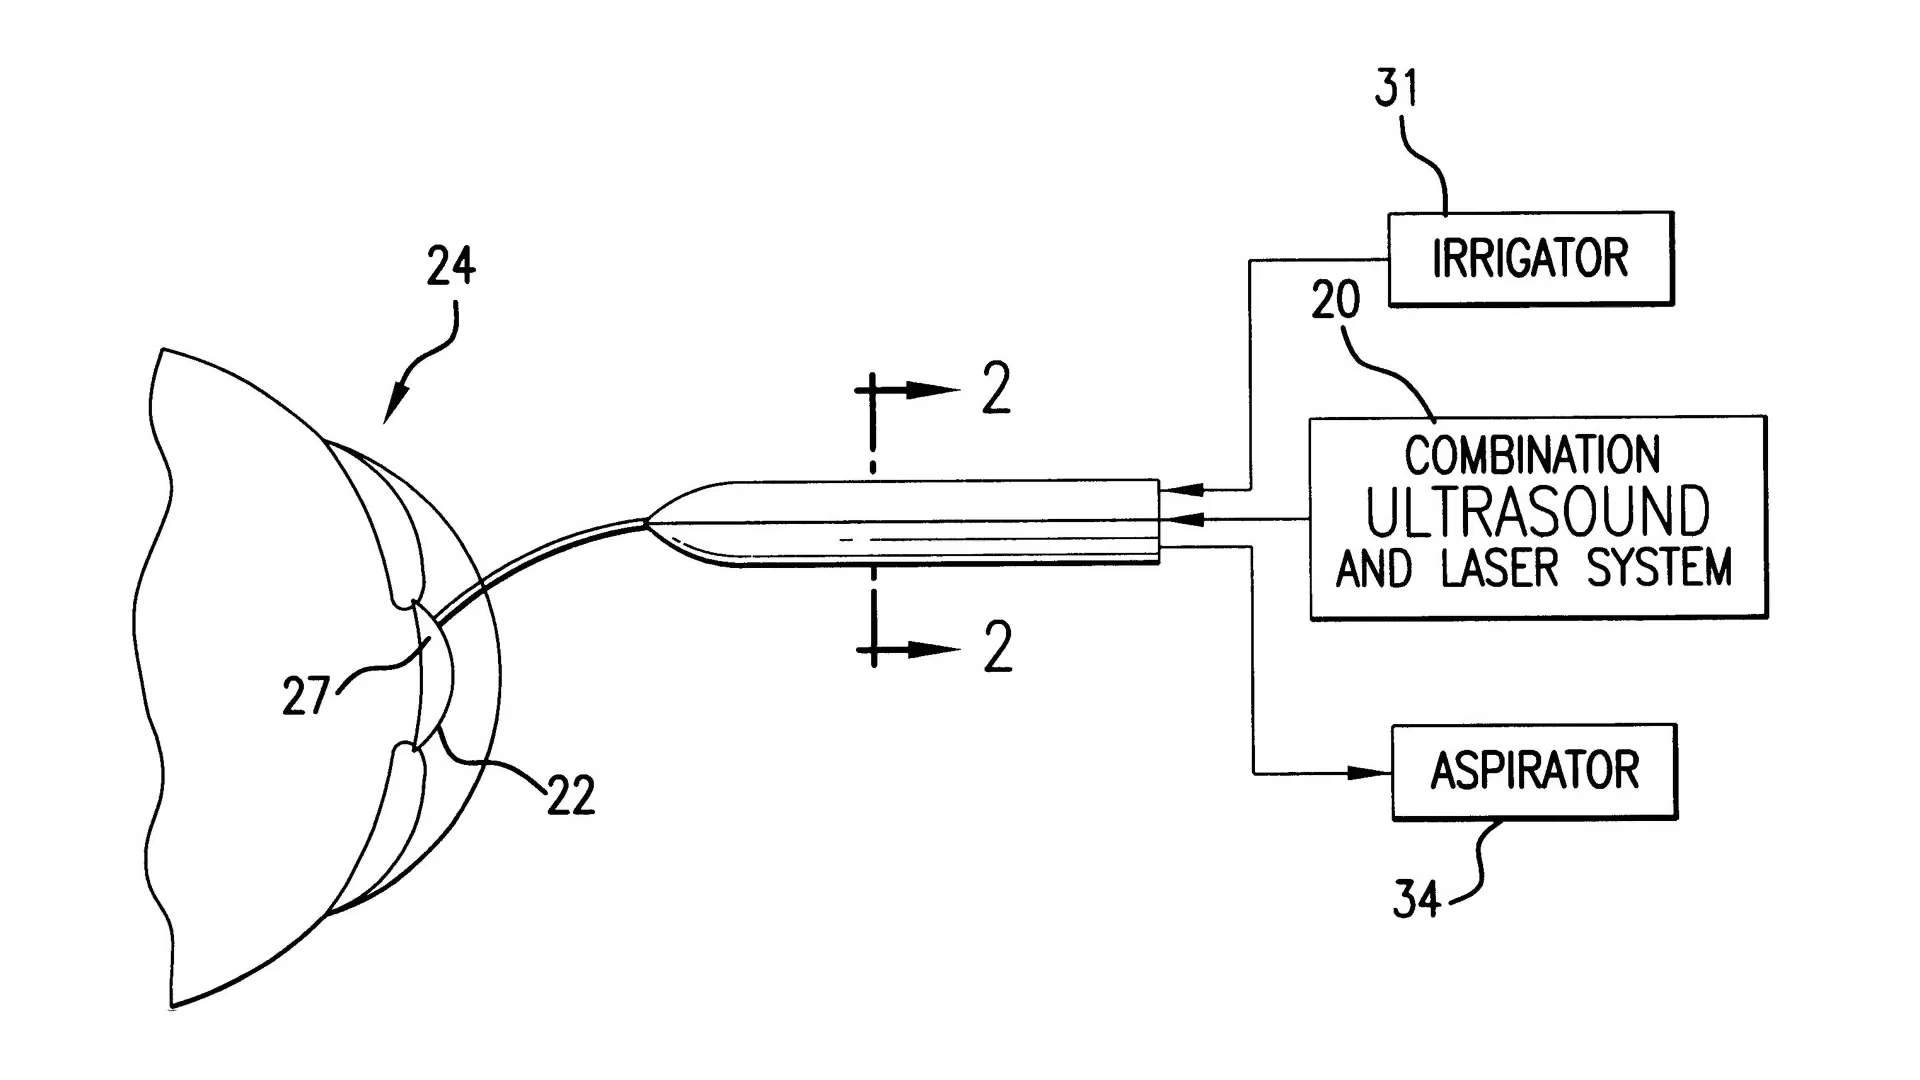 31
IRRIGATOR
24
20
2
COMBINATION
ULTRASOUND
AND LASER SYSTEM
2
27
22
ASPIRATOR
34